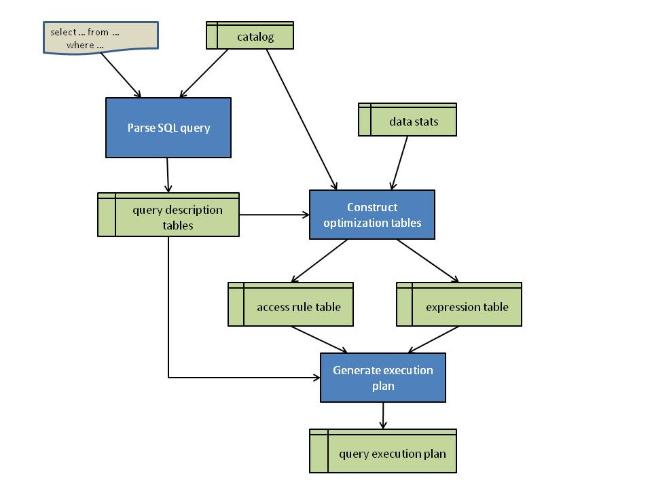 select ... from ...
where ...
catalog
Parse SQL query
data stats
query description
tables
Construct
optimization tables
access rule table
expression table
Generate execution
plan
query execution plan